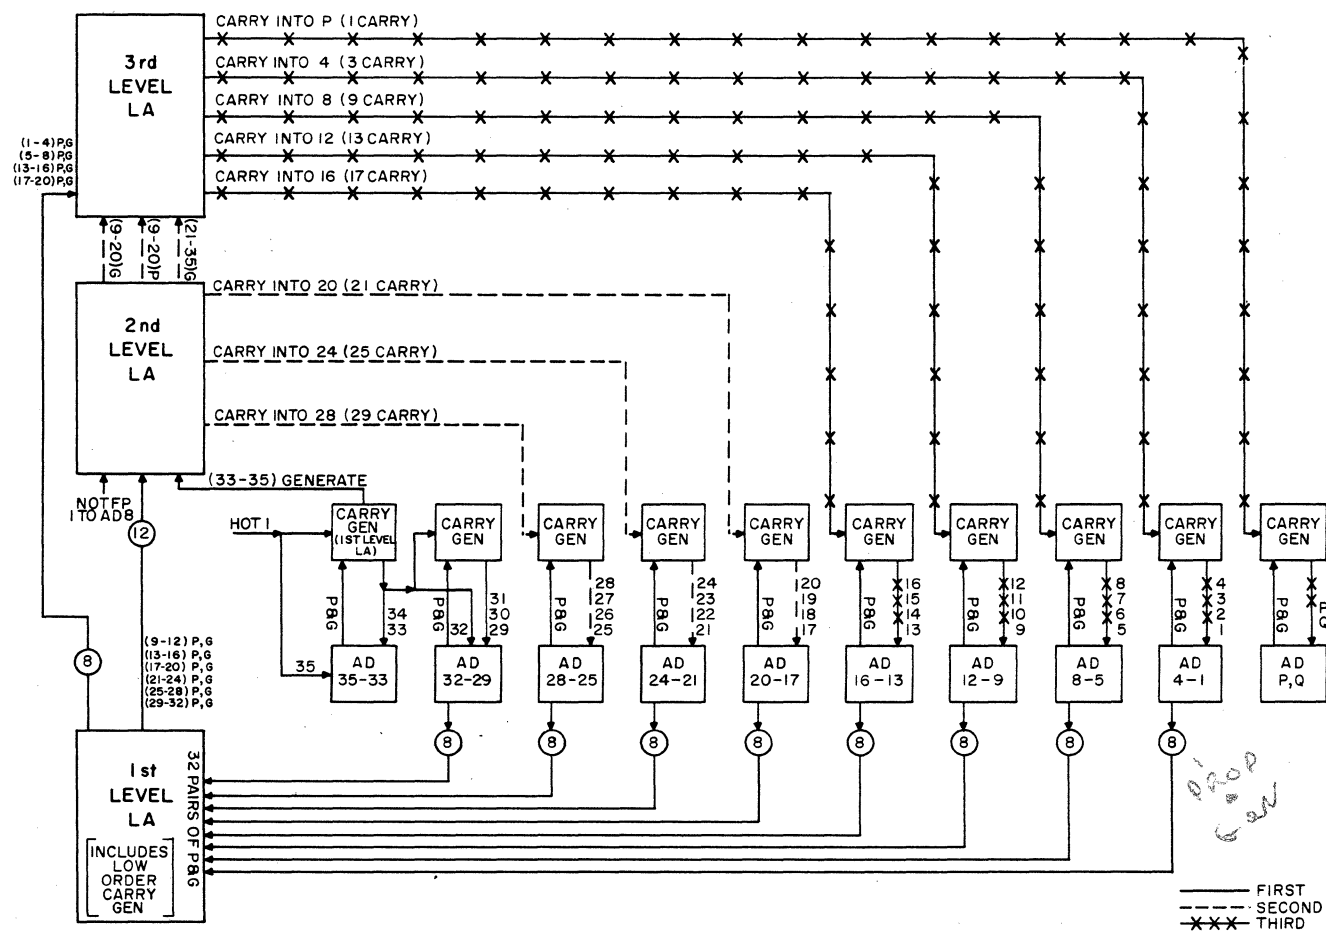 CARRY INTO P (1 CARRY)
3rd
LEVEL
LA
CARRY INTO 4 (3 CARRY)
CARRY INTO 8 (9 CARRY)
CARRY INTO 12 (13 CARRY)
CARRY INTO 16 (17 CARRY)
(1-4) P,G
(5-8) P,G
(13-16) P,G
(17-20) P,G
(9-20)G
(9-20)P
(21-35)G
2nd
LEVEL
LA
CARRY INTO 20 (21 CARRY)
CARRY INTO 24 (25 CARRY)
CARRY INTO 28 (29 CARRY)
(33-35) GENERATE
NOT FP
1 TO AD8
12
HOT 1
CARRY
GEN
(1ST LEVEL
LA)
CARRY
GEN
CARRY
GEN
CARRY
GEN
CARRY
GEN
CARRY
GEN
CARRY
GEN
CARRY
GEN
CARRY
GEN
CARRY
GEN
P&G
34
33
P&G
32
31
30
29
P&G
28
27
26
25
P&G
24
23
22
21
P&G
20
19
18
17
P&G
16
15
14
13
P&G
12
11
10
9
P&G
8
7
6
5
P&G
4
3
2
1
P&G
P
Q
35
AD
35-33
AD
32-29
AD
28-25
AD
24-21
AD
20-17
AD
16-13
AD
12-9
AD
8-5
AD
4-1
AD
P,Q
8
(9-12) P,G
(13-16) P,G
(17-20) P,G
(21-24) P,G
(25-28) P,G
(29-32) P,G
8
8
8
8
8
8
8
8
1st
LEVEL
LA
INCLUDES
LOW
ORDER
CARRY
GEN
32 PAIRS OF P&G
PROP
GEN
FIRST
SECOND
THIRD